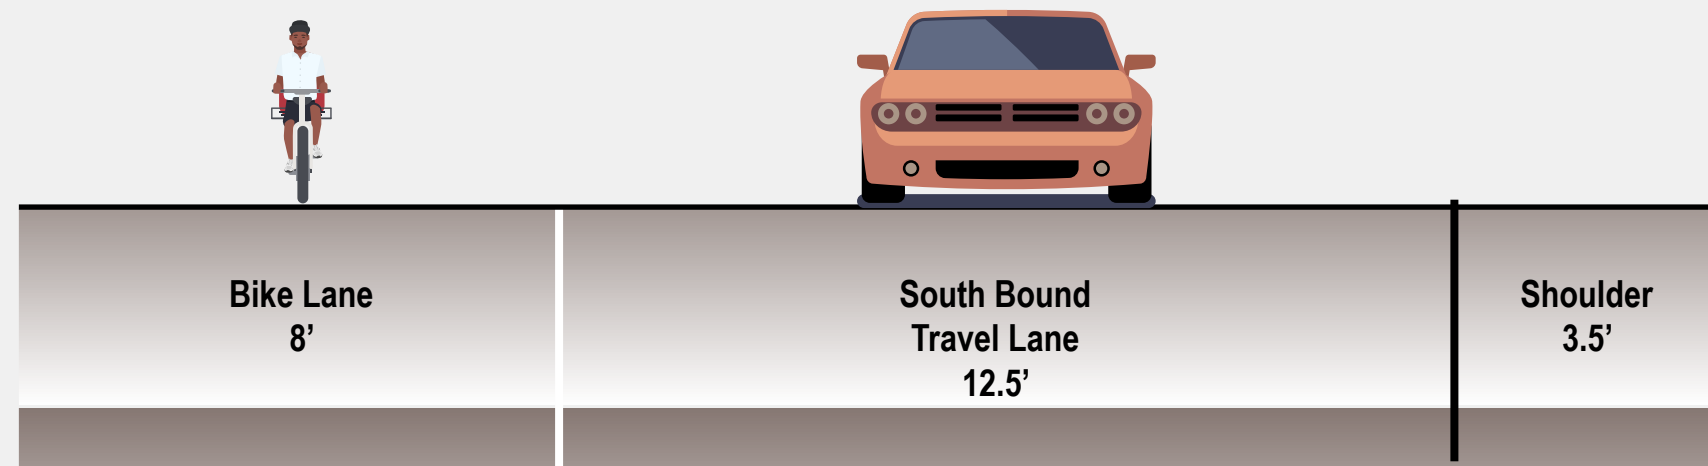 Bike Lane
8’
South Bound
Travel Lane
12.5’
Shoulder
3.5’